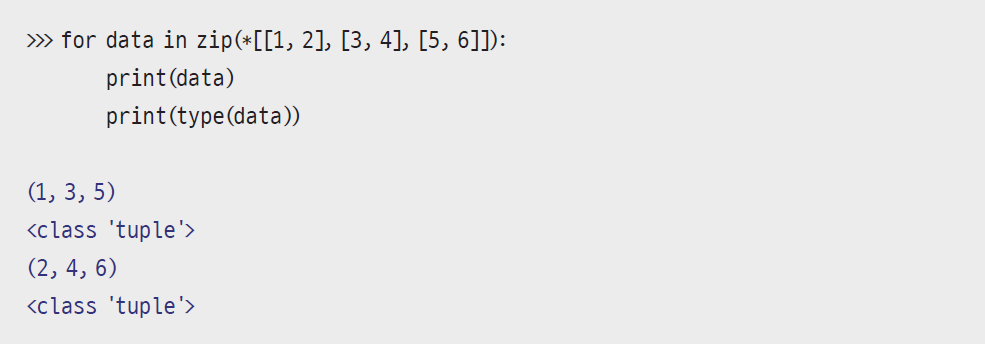 >>> for data in zip(*[[1, 2], [3, 4], [5, 6]]):
        print(data)
        print(type(data))
(1, 3, 5)
<class 'tuple'>
(2, 4, 6)
<class 'tuple'>